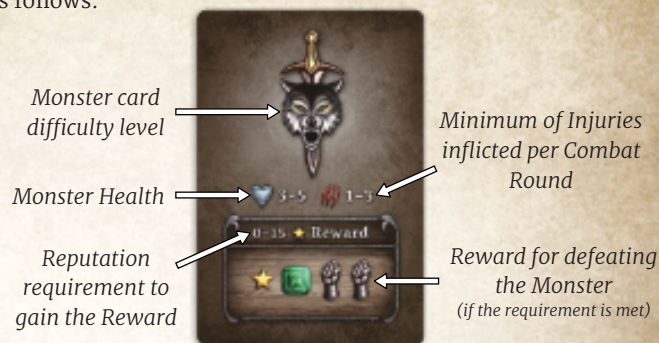 s follows:
Monster card
difficulty level
Monster Health
Reputation
requirement to
gain the Reward
3-5 1-3
0-15 Reward
Minimum of Injuries
inflicted per Combat
Round
Reward for defeating
the Monster
(if the requirement is met)